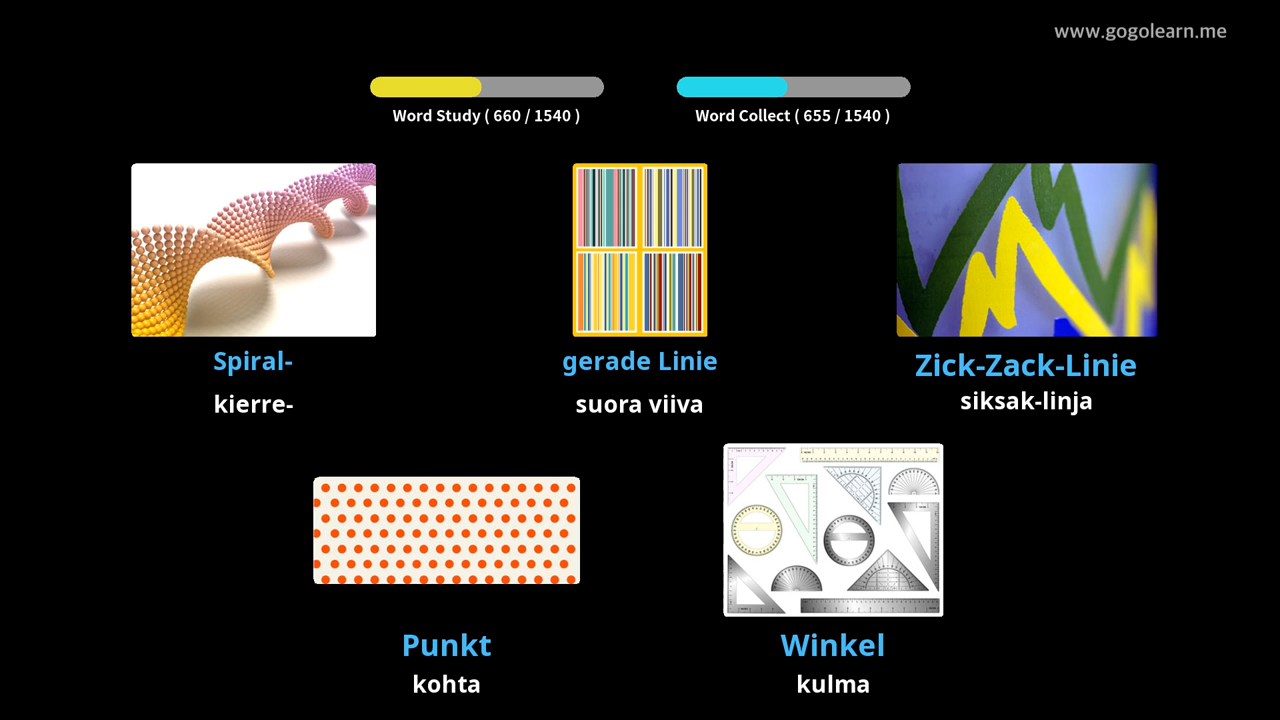 www.gogolearn.me
Word Study ( 660 / 1540 )
Word Collect ( 655 / 1540 )
Spiral-
gerade Linie
Zick-Zack-Linie
kierre-
suora viiva
siksak-linja
Punkt
Winkel
kohta
kulma